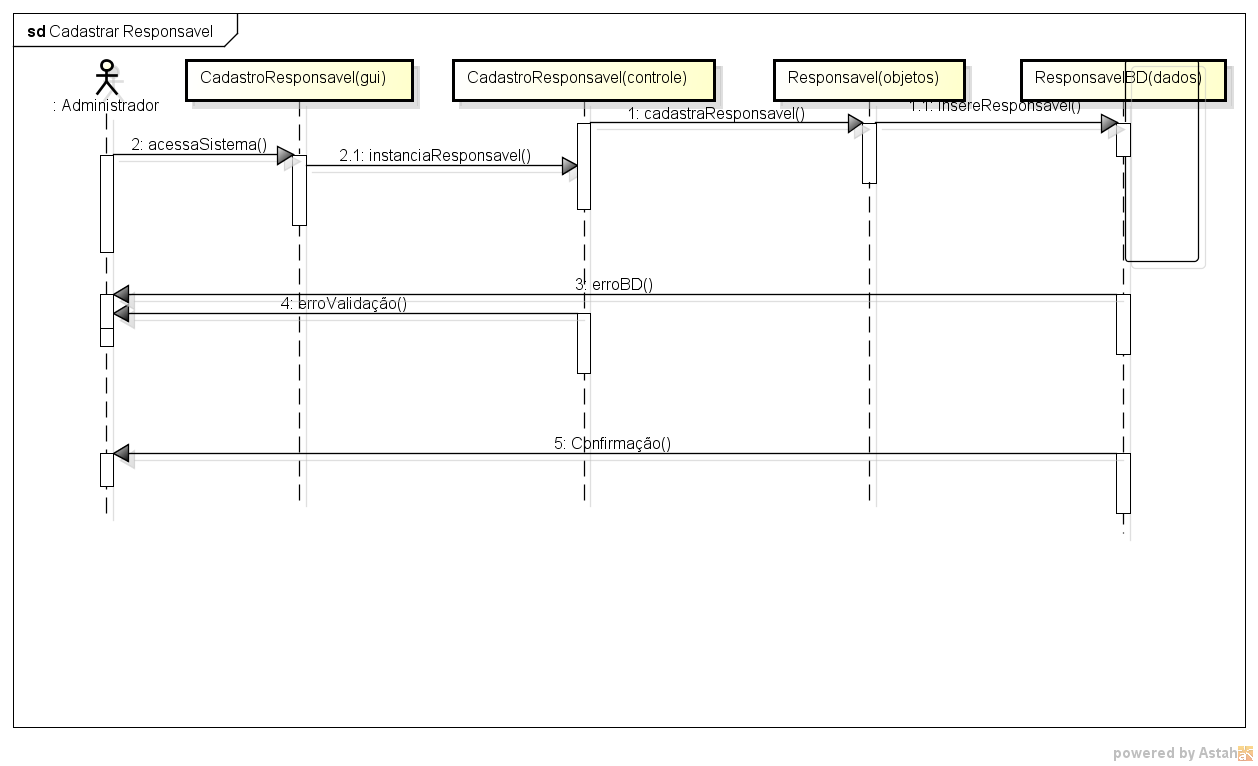 sd Cadastrar Responsavel
CadastroResponsavel(gui)
CadastroResponsavel(controle)
Responsavel(objetos)
ResponsavelBD(dados)
: Administrador
1: cadastraResponsavel()
1.1: insereResponsavel()
2: acessaSistema()
2.1: instanciaResponsavel()
3: erroBD()
4: erroValidação()
5: Confirmação()
powered by Astah